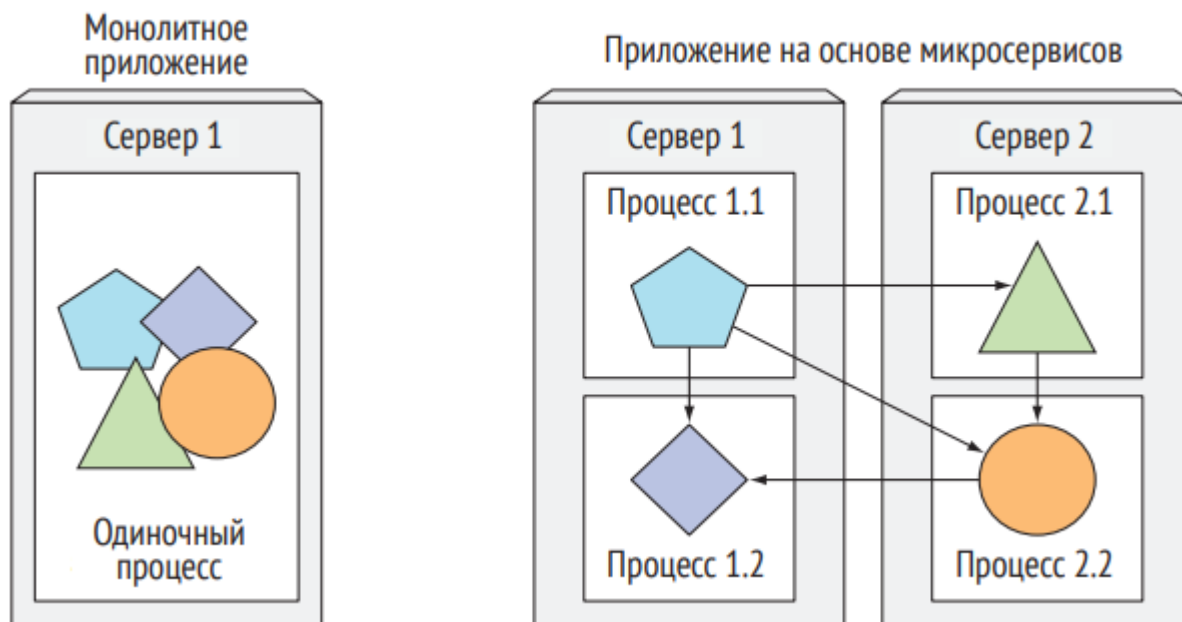 Монолитное
приложение
Сервер 1
Одиночный
процесс
Приложение на основе микросервисов
Сервер 1
Процесс 1.1
Процесс 1.2
Сервер 2
Процесс 2.1
Процесс 2.2